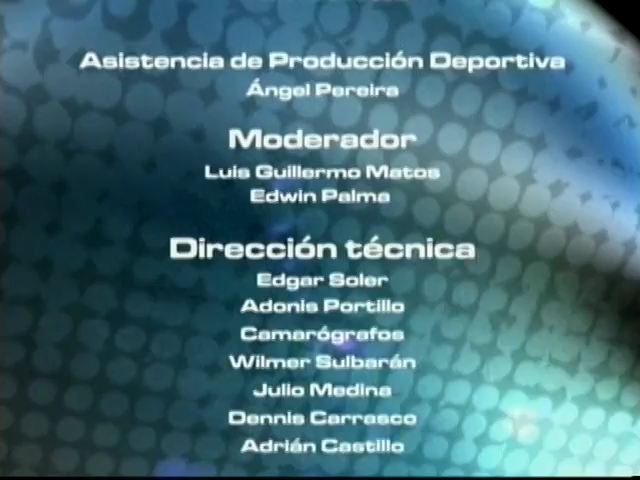 Asistencia de Producción Deportiva
Ángel Pereira
Moderador
Luis Guillermo Matos
Edwin Palma
Dirección técnica
Edgar Soler
Adonis Portillo
Camarógrafos
Wilmer Sulbarán
Julio Medina
Dennis Carrasco
Adrián Castillo